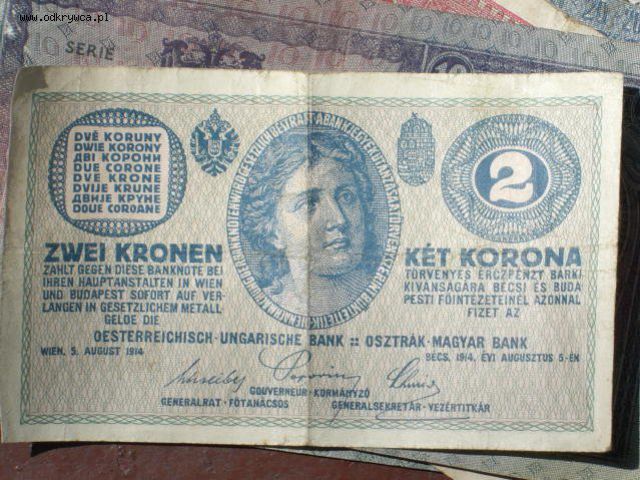 www.odkrywca.pl
SERIE
10
DVĚ KORUNY
DWIE KORONY
ДВІ КОРОНИ
DUE CORONE
DVE KRONE
DVIJE KRUNE
ДВИЈЕ КРУНЕ
DOUE COROANE
2
ZWEI KRONEN
ZAHLT GEGEN DIESE BANKNOTE BEI
IHREN HAUPTANSTALTEN IN WIEN
UND BUDAPEST SOFORT AUF VER-
LANGEN IN GESETZLICHEM METALL-
GELDE DIE
KÉT KORONA
TÖRVÉNYES ÉRCZPÉNZT BÁRKI
KIVÁNSÁGÁRA BÉCSI ÉS BUDA-
PESTI FŐINTÉZETEINÉL AZONNAL
FIZET AZ
OESTERREICHISCH-UNGARISCHE BANK :: OSZTRÁK-MAGYAR BANK
WIEN, 5. AUGUST 1914
BÉCS, 1914. ÉVI AUGUSZTUS 5-ÉN
GOUVERNEUR-KORMÁNYZÓ
GENERALRAT-FŐTANÁCSOS
GENERALSEKRETÄR-VEZÉRTITKÁR